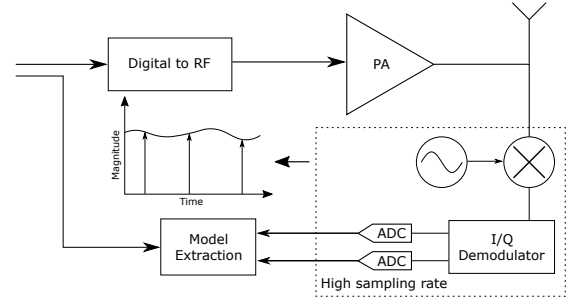 Digital to RF
PA
Magnitude
Time
Model
Extraction
ADC
ADC
I/Q
Demodulator
High sampling rate